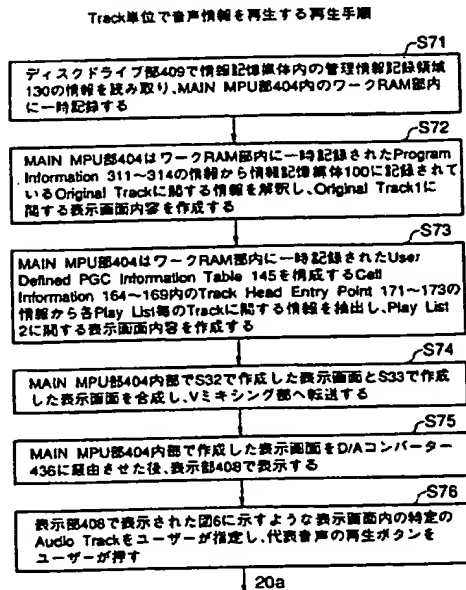 Track単位で音声情報を再生する再生手順
S71
ディスクドライブ部409で情報記憶媒体内の管理情報記録領域
130の情報を読み取り、MAIN MPU部404内のワークRAM部内
に一時記録する
S72
MAIN MPU部404はワークRAM部内に一時記録されたProgram
Information 311~314の情報から情報記憶媒体100に記録され
ているOriginal Trackに関する情報を解釈し、Original Track1に
関する表示画面内容を作成する
S73
MAIN MPU部404はワークRAM部内に一時記録されたUser
Defined PGC Information Table 145を構成するCell
Information 164~169内のTrack Head Entry Point 171~173の
情報から各Play List毎のTrackに関する情報を抽出し、Play List
2に関する表示画面内容を作成する
S74
MAIN MPU部404内部でS32で作成した表示画面とS33で作
成した表示画面を合成し、Vミキシング部へ転送する
S75
MAIN MPU部404内部で作成した表示画面をD/Aコンバーター
436に経由させた後、表示部408で表示する
S76
表示部408で表示された図6に示すような表示画面内の特定の
Audio Trackをユーザーが指定し、代表音声の再生ボタンを
ユーザーが押す
20a